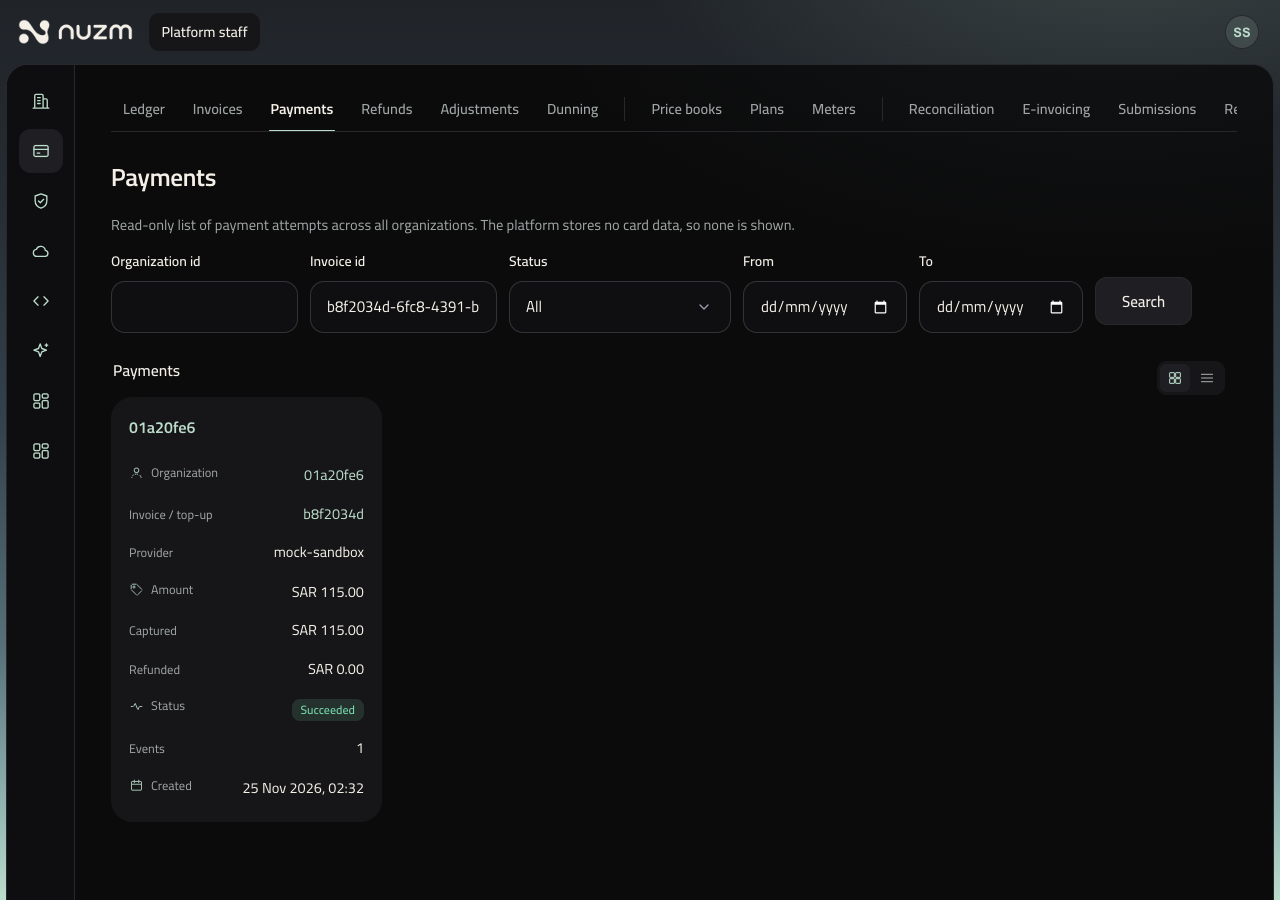 nuzm
Platform staff
SS
Ledger Invoices Payments Refunds Adjustments Dunning Price books Plans Meters Reconciliation E-invoicing Submissions Re
Payments
Read-only list of payment attempts across all organizations. The platform stores no card data, so none is shown.
Organization id Invoice id Status From To
b8f2034d-6fc8-4391-b All dd/mm/yyyy dd/mm/yyyy Search
Payments
01a20fe6
Organization 01a20fe6
Invoice / top-up b8f2034d
Provider mock-sandbox
Amount SAR 115.00
Captured SAR 115.00
Refunded SAR 0.00
Status Succeeded
Events 1
Created 25 Nov 2026, 02:32